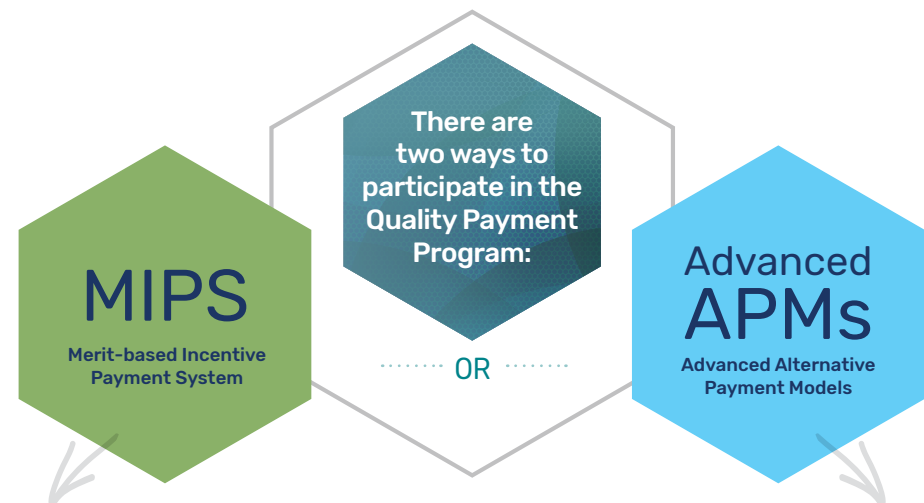 There are
two ways to
participate in the
Quality Payment
Program:
MIPS
Merit-based Incentive
Payment System
OR
Advanced
APMs
Advanced Alternative
Payment Models